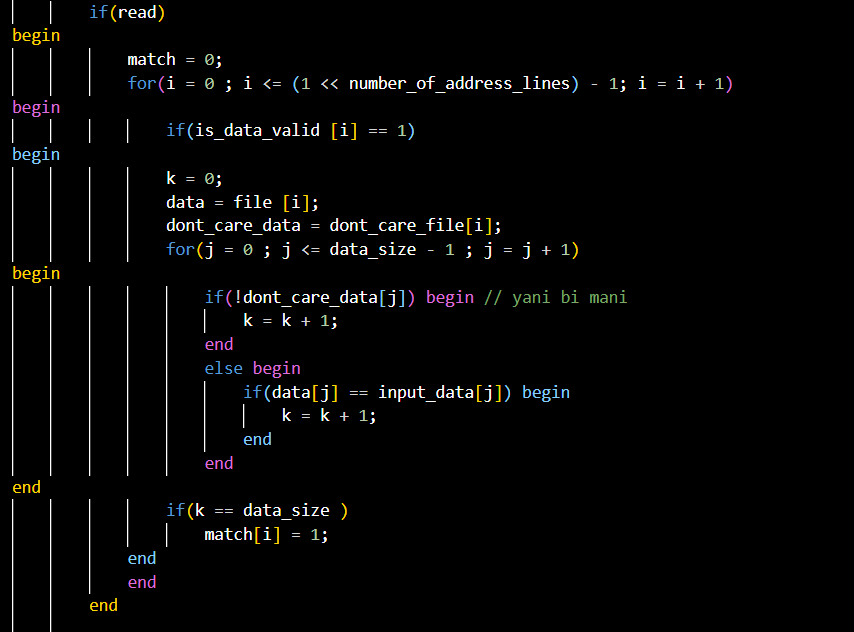 if(read)
begin
match = 0;
for(i = 0 ; i <= (1 << number_of_address_lines) - 1; i = i + 1)
begin
if(is_data_valid [i] == 1)
begin
k = 0;
data = file [i];
dont_care_data = dont_care_file[i];
for(j = 0 ; j <= data_size - 1 ; j = j + 1)
begin
if(!dont_care_data[j]) begin // yani bi mani
k = k + 1;
end
else begin
if(data[j] == input_data[j]) begin
k = k + 1;
end
end
end
if(k == data_size )
match[i] = 1;
end
end
end